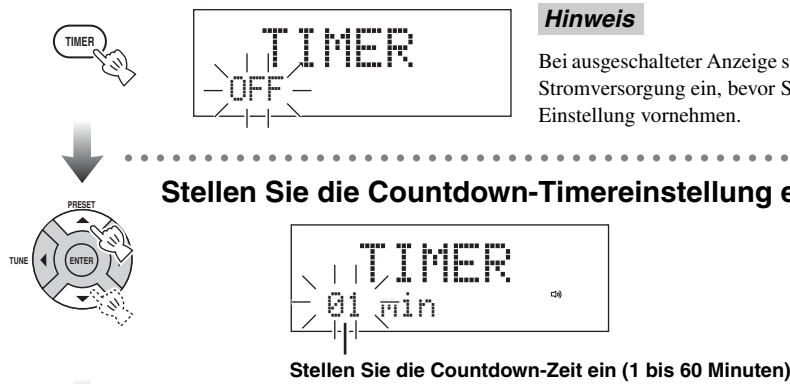 TIMER
TIMER
OFF
Hinweis
Bei ausgeschalteter Anzeige
Stromversorgung ein, bevor
Einstellung vornehmen.
Stellen Sie die Countdown-Timereinstellung
PRESET
TUNE
ENTER
TIMER
01 min
Stellen Sie die Countdown-Zeit ein (1 bis 60 Minuten)